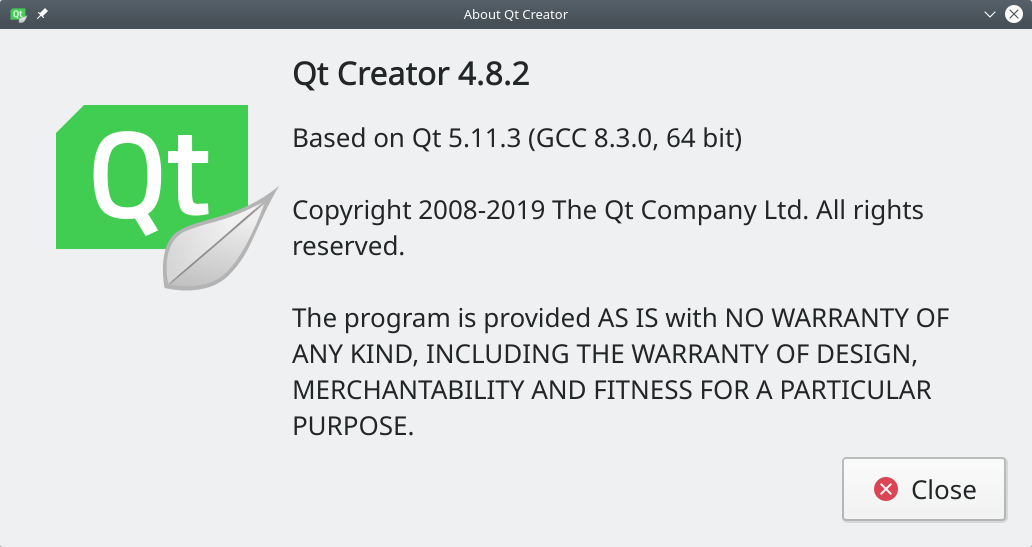 About Qt Creator
Qt Creator 4.8.2
Qt
Based on Qt 5.11.3 (GCC 8.3.0, 64 bit)
Copyright 2008-2019 The Qt Company Ltd. All rights
reserved.
The program is provided AS IS with NO WARRANTY OF
ANY KIND, INCLUDING THE WARRANTY OF DESIGN,
MERCHANTABILITY AND FITNESS FOR A PARTICULAR
PURPOSE.
Close